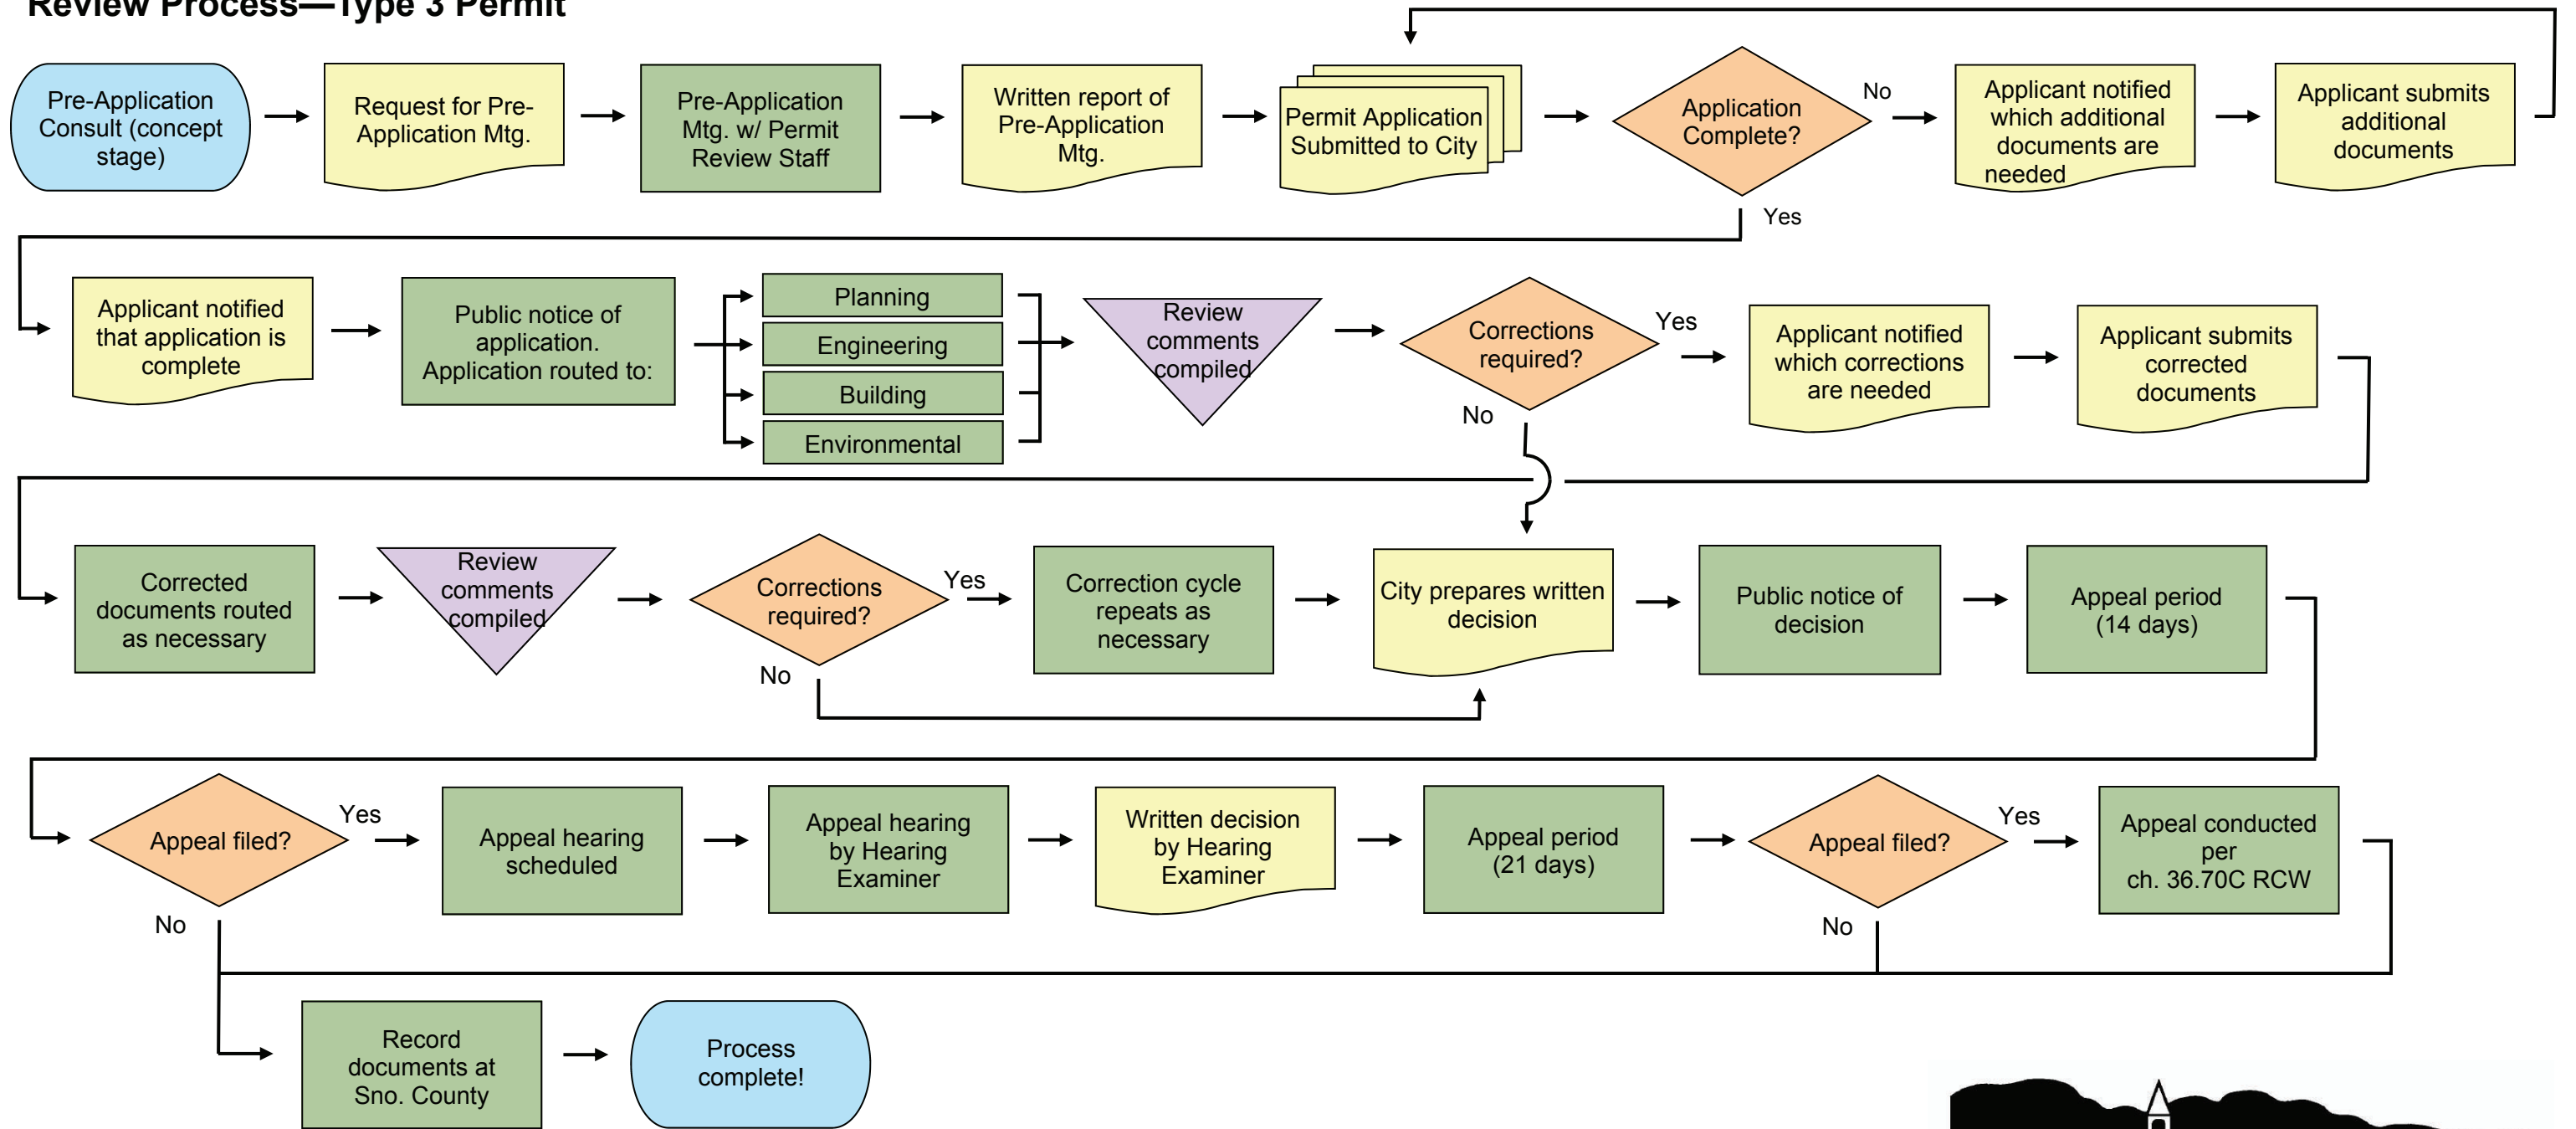 Review Process—Type 3 Permit
Pre-Application
Consult (concept
stage)
Request for Pre-
Application Mtg.
Pre-Application
Mtg. w/ Permit
Review Staff
Written report of
Pre-Application
Mtg.
Permit Application
Submitted to City
Application
Complete?
No
Applicant notified
which additional
documents are
needed
Applicant submits
additional
documents
Yes
Applicant notified
that application is
complete
Public notice of
application.
Application routed to:
Planning
Engineering
Building
Environmental
Review
comments
compiled
Corrections
required?
Yes
Applicant notified
which corrections
are needed
Applicant submits
corrected
documents
No
Corrected
documents routed
as necessary
Review
comments
compiled
Corrections
required?
Yes
Correction cycle
repeats as
necessary
City prepares written
decision
Public notice of
decision
Appeal period
(14 days)
No
Appeal filed?
Yes
Appeal hearing
scheduled
Appeal hearing
by Hearing
Examiner
Written decision
by Hearing
Examiner
Appeal period
(21 days)
Appeal filed?
Yes
Appeal conducted
per
ch. 36.70C RCW
No
No
Record
documents at
Sno. County
Process
complete!